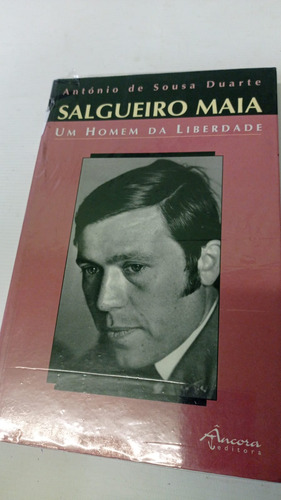 António de Sousa Duarte
SALGUEIRO MAIA
UM HOMEM DA LIBERDADE
Âncora
editora